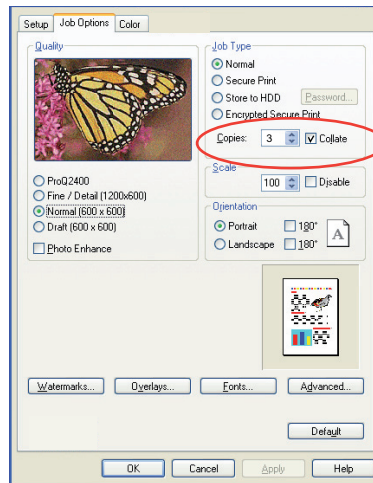 Setup Job Options Color
Quality
ProQ2400
Fine / Detail (1200x600)
Normal (600 x 600)
Draft (600 x 600)
Photo Enhance
Job Type
Normal
Secure Print
Store to HDD Password...
Encrypted Secure Print
Copies: 3 Collate
Scale
100 Disable
Orientation
Portrait 180°
Landscape 180°
A
Watermarks... Overlays... Fonts... Advanced...
Default
OK Cancel Apply Help